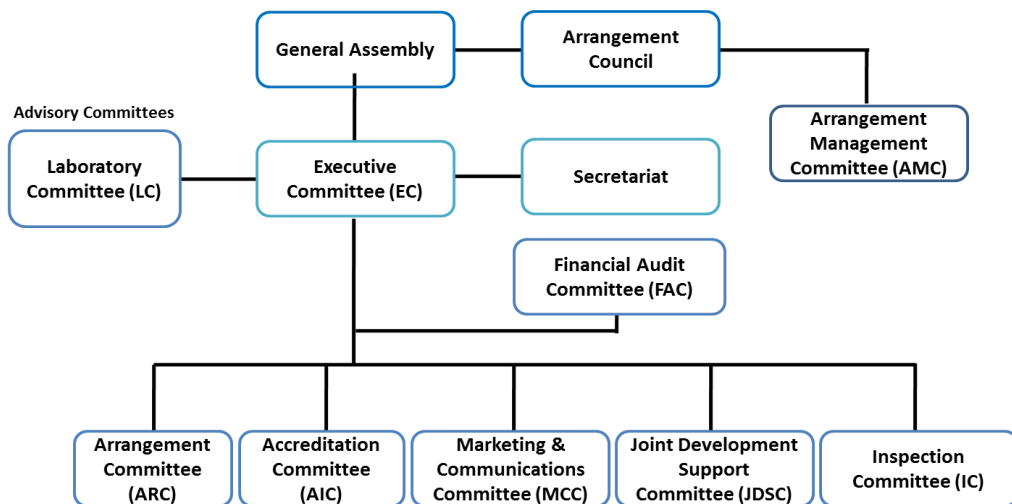 General Assembly
Arrangement
Council
Advisory Committees
Arrangement
Management
Committee (AMC)
Laboratory
Committee (LC)
Executive
Committee (EC)
Secretariat
Financial Audit
Committee (FAC)
Arrangement
Committee
(ARC)
Accreditation
Committee
(AIC)
Marketing &
Communications
Committee (MCC)
Joint Development
Support
Committee (JDSC)
Inspection
Committee (IC)